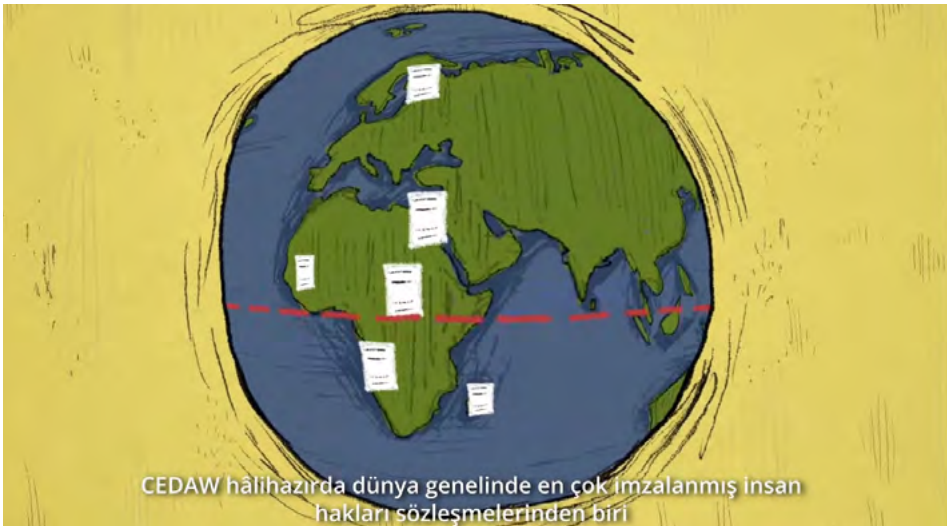 CEDAW hâlihazırda dünya genelinde en çok imzalanmış insan
hakları sözleşmelerinden biri